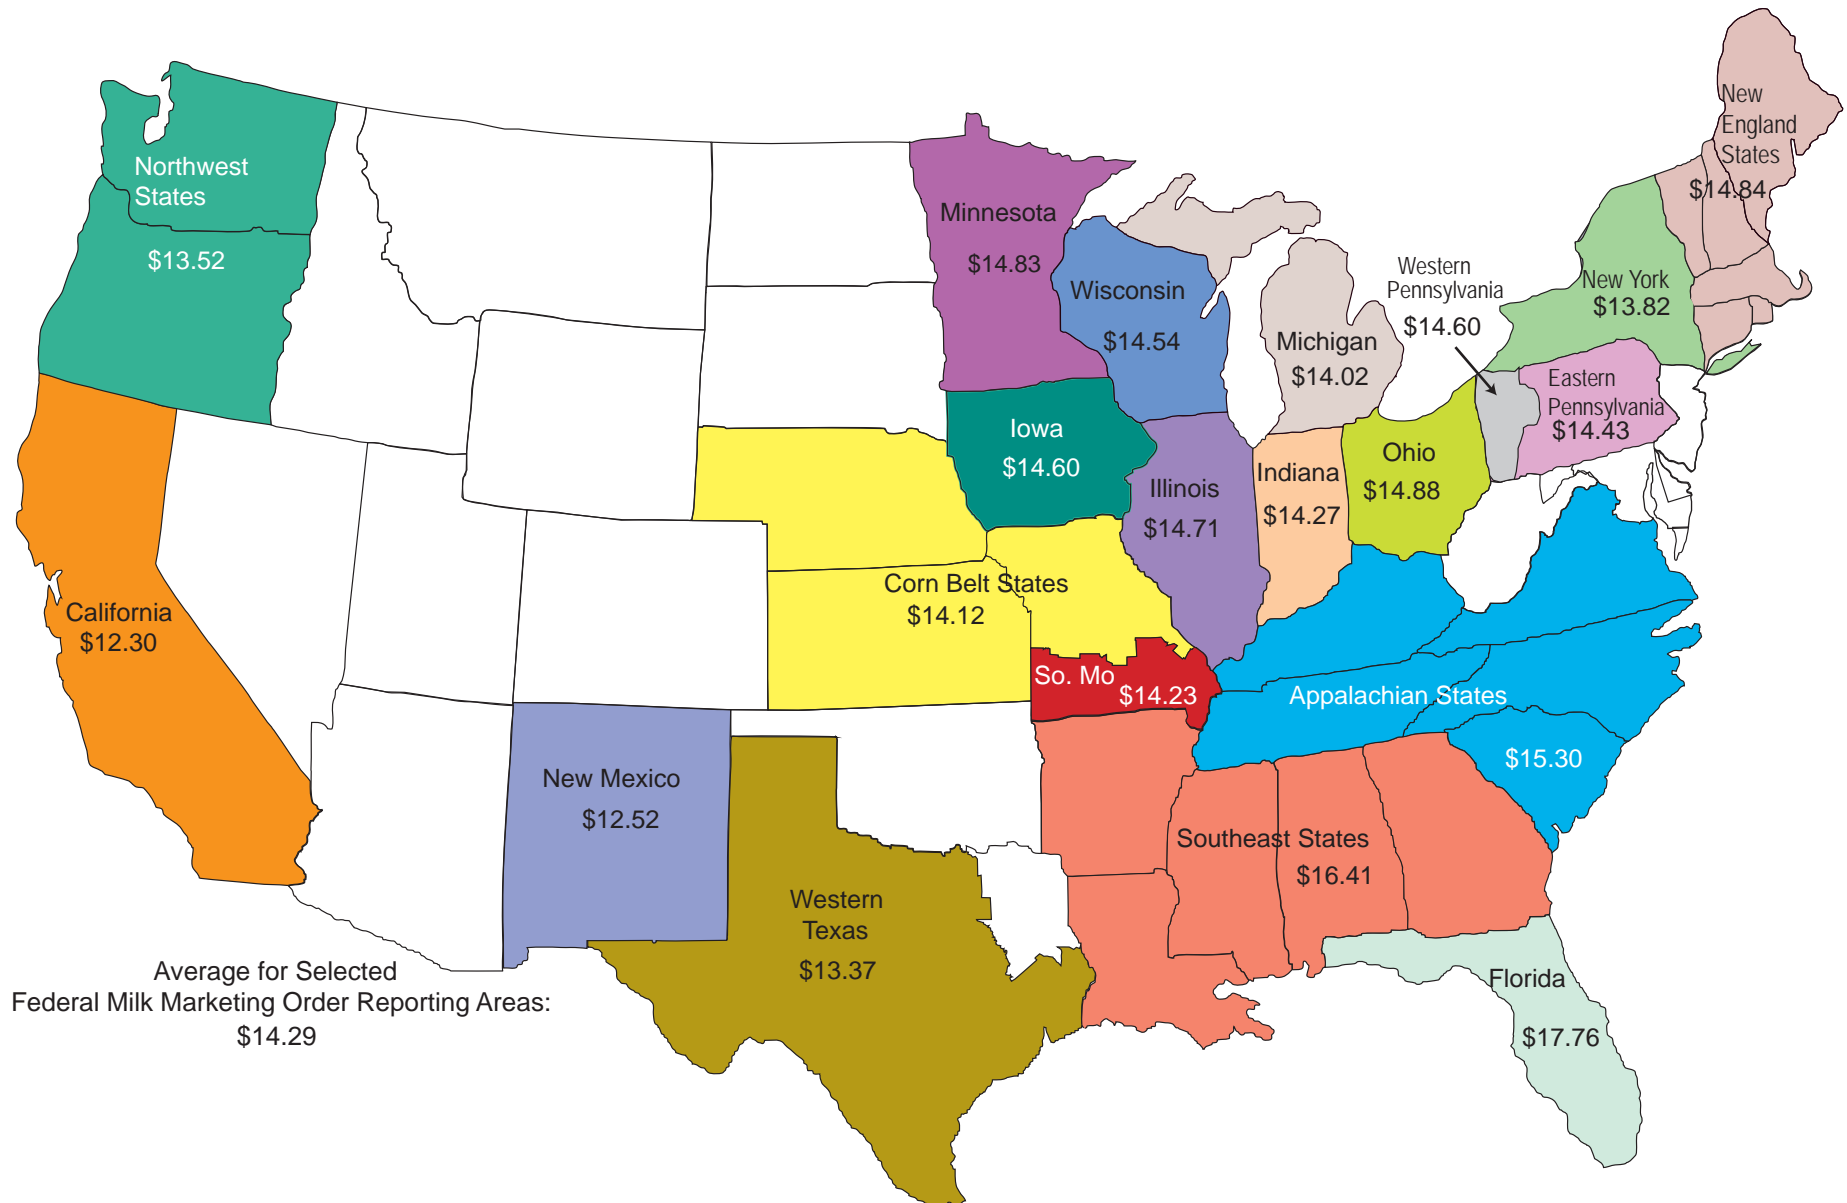 New
England
States
$14.84
Northwest
States
$13.52
Minnesota
$14.83
Wisconsin
$14.54
Michigan
$14.02
Western
Pennsylvania
$14.60
New York
$13.82
Eastern
Pennsylvania
$14.43
Iowa
$14.60
Illinois
$14.71
Indiana
$14.27
Ohio
$14.88
California
$12.30
Corn Belt States
$14.12
So. Mo
$14.23
Appalachian States
$15.30
New Mexico
$12.52
Southeast States
$16.41
Western
Texas
$13.37
Florida
$17.76
Average for Selected
Federal Milk Marketing Order Reporting Areas:
$14.29